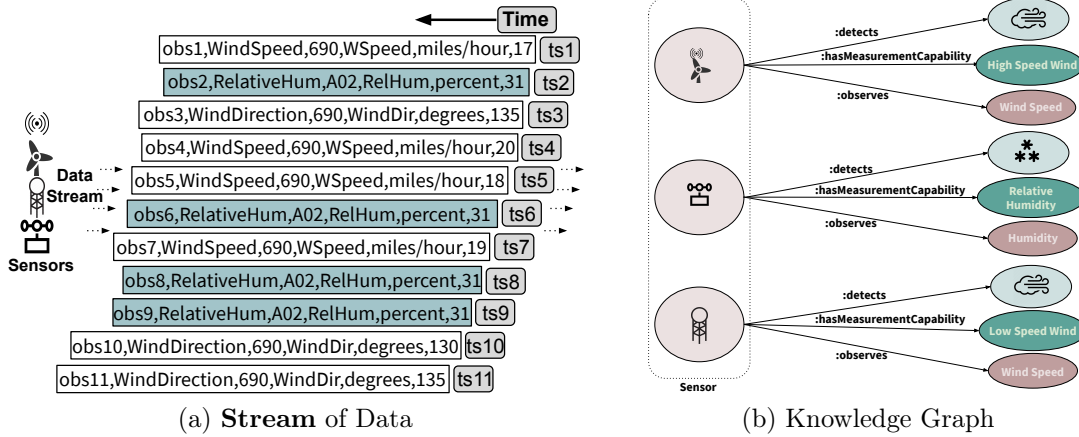 Time
obs1,WindSpeed,690,WSpeed,miles/hour,17 ts1
obs2,RelativeHum,A02,RelHum,percent,31 ts2
obs3,WindDirection,690,WindDir,degrees,135 ts3
obs4,WindSpeed,690,WSpeed,miles/hour,20 ts4
obs5,WindSpeed,690,WSpeed,miles/hour,18 ts5
obs6,RelativeHum,A02,RelHum,percent,31 ts6
obs7,WindSpeed,690,WSpeed,miles/hour,19 ts7
obs8,RelativeHum,A02,RelHum,percent,31 ts8
obs9,RelativeHum,A02,RelHum,percent,31 ts9
obs10,WindDirection,690,WindDir,degrees,130 ts10
obs11,WindDirection,690,WindDir,degrees,135 ts11
Data
Stream
Sensors
(a) Stream of Data
:detects
:hasMeasurementCapability
High Speed Wind
:observes
Wind Speed
:detects
:hasMeasurementCapability
Relative
Humidity
:observes
Humidity
:detects
:hasMeasurementCapability
Low Speed Wind
:observes
Wind Speed
Sensor
(b) Knowledge Graph